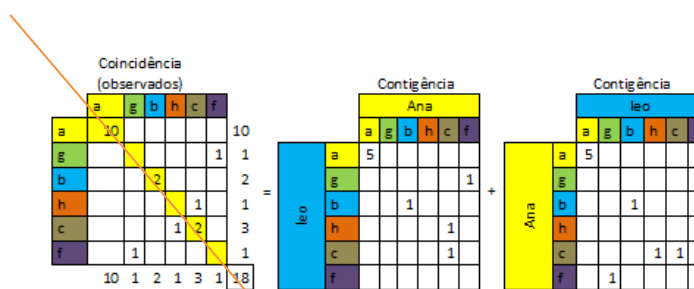 Coincidência
(observados)
a g b h c f
a 10 10
g 1 1
b 2 2
h 1 1
c 1 2 3
f 1 1
10 1 2 1 3 1 18
=
Contigência
Ana
a g b h c f
leo
a 5
g 1
b 1
h 1
c 1
f
+
Contigência
leo
a g b h c f
Ana
a 5
g
b 1
h
c 1 1
f 1